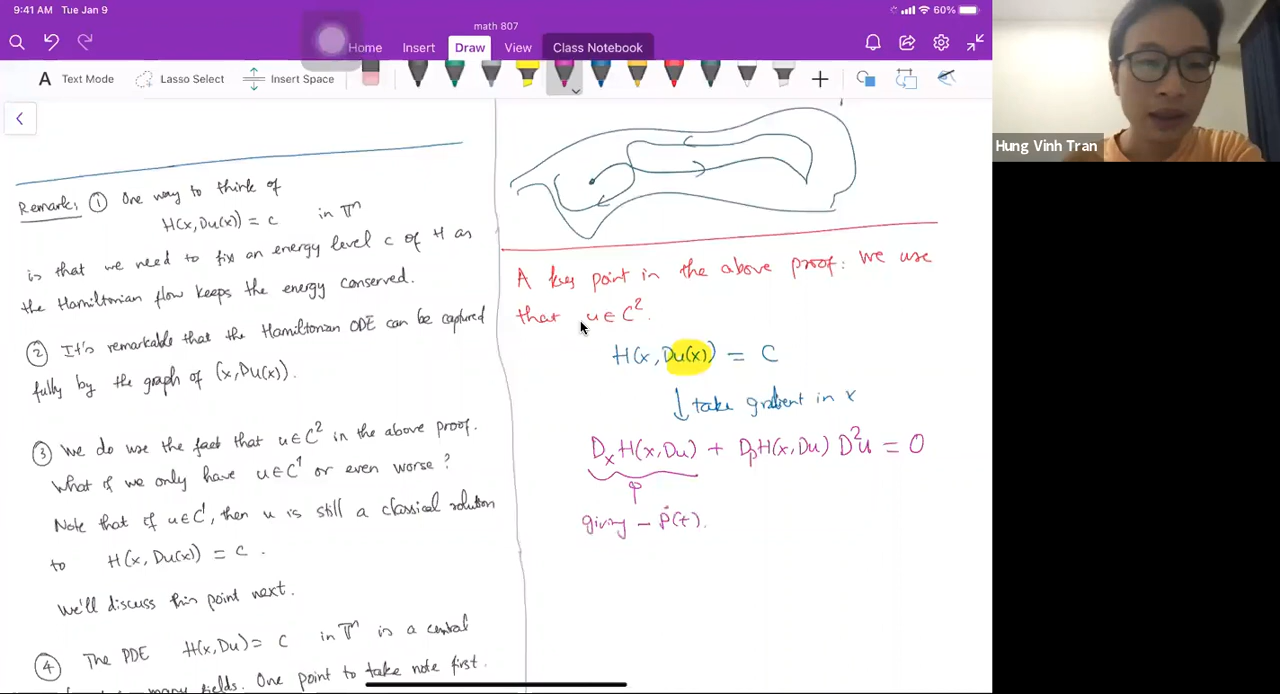 9:41 AM Tue Jan 9
60%
math 807
Home Insert Draw View Class Notebook
A Text Mode Lasso Select Insert Space
Hung Vinh Tran
Remark: ① One way to think of
H(x, Du(x)) = c in 𝕋ⁿ
is that we need to fix an energy level c of H as
the Hamiltonian flow keeps the energy conserved.
② It's remarkable that the Hamiltonian ODE can be captured
fully by the graph of (x, Du(x)).
③ We do use the fact that u ∈ C² in the above proof.
What if we only have u ∈ C¹ or even worse?
Note that if u ∈ C¹, then u is still a classical solution
to H(x, Du(x)) = c.
We'll discuss this point next.
④ The PDE H(x, Du) = c in 𝕋ⁿ is a central
many fields. One point to take note first.
A key point in the above proof: We use
that u ∈ C².
H(x, Du(x)) = C
↓ take gradient in x
DₓH(x, Du) + DₚH(x, Du) D²u = 0
giving − ṗ(t).